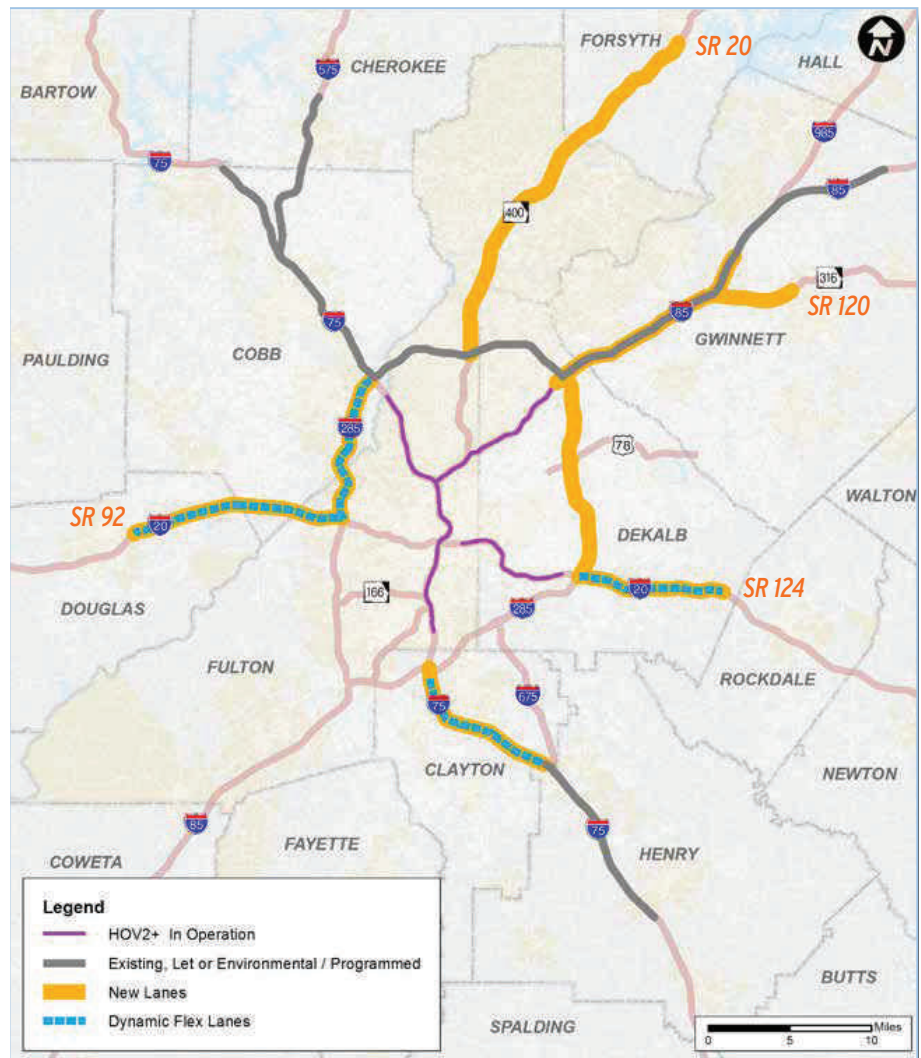 FORSYTH
SR 20
N
HALL
575
CHEROKEE
BARTOW
985
75
85
400
316
SR 120
85
GWINNETT
75
COBB
PAULDING
285
78
WALTON
SR 92
20
DEKALB
20
SR 124
DOUGLAS
166
285
FULTON
ROCKDALE
675
75
CLAYTON
NEWTON
85
FAYETTE
75
HENRY
COWETA
Legend
HOV2+ In Operation
Existing, Let or Environmental / Programmed
New Lanes
Dynamic Flex Lanes
BUTTS
SPALDING
Miles
0 5 10